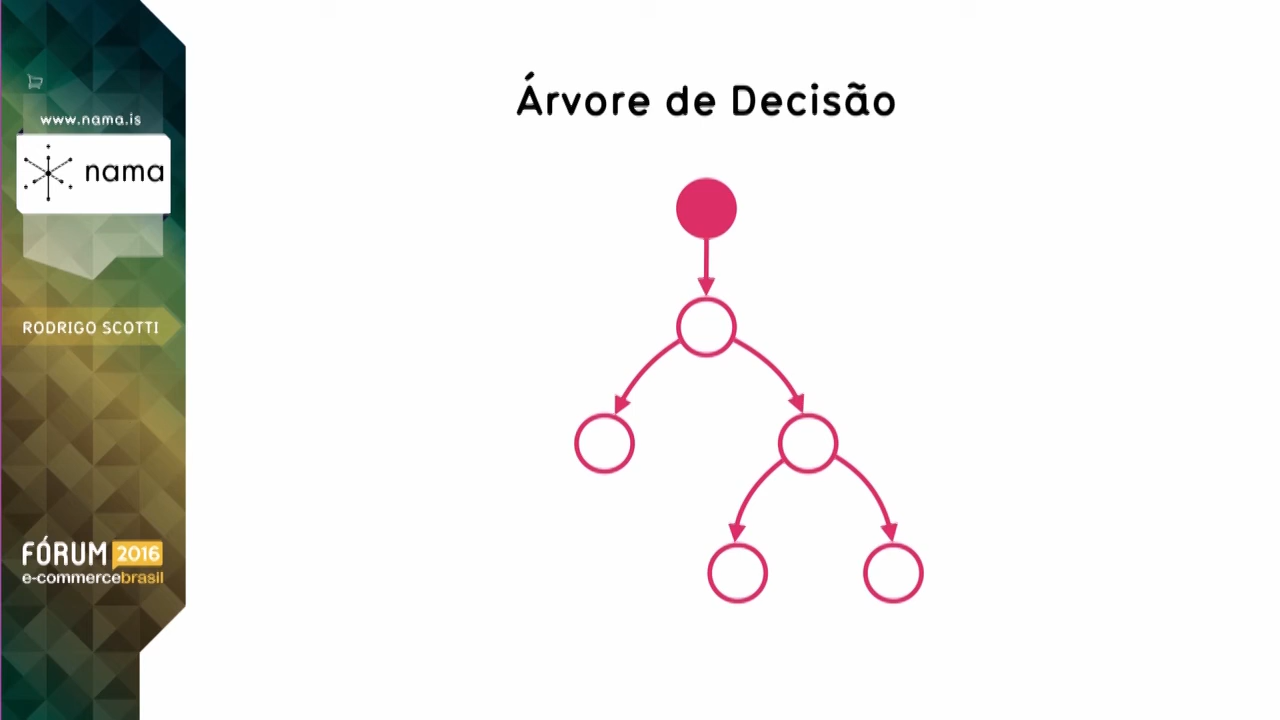 Árvore de Decisão
www.nama.is
nama
RODRIGO SCOTTI
FÓRUM 2016
e-commercebrasil